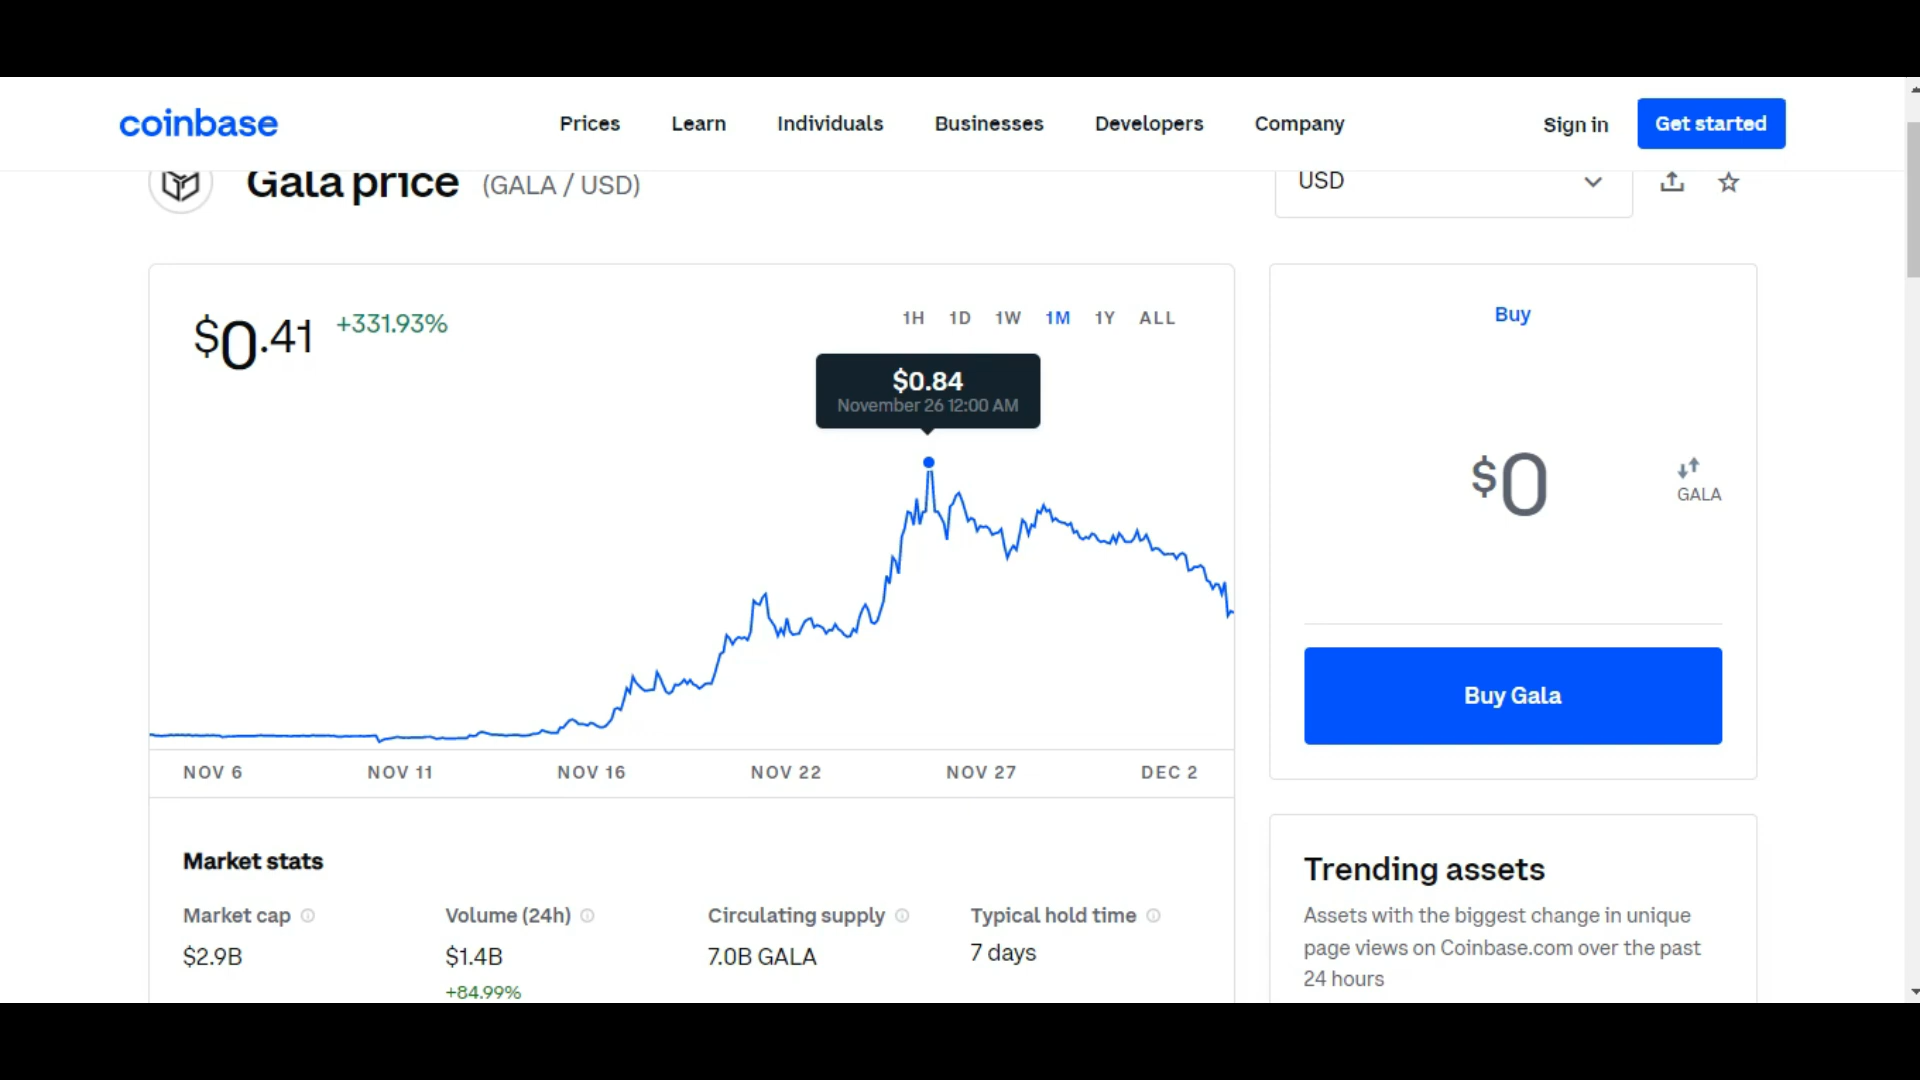 coinbase
Prices Learn Individuals Businesses Developers Company
Sign in Get started
Gala price (GALA / USD)
USD
$0.41 +331.93%
1H 1D 1W 1M 1Y ALL
$0.84
November 26 12:00 AM
NOV 6 NOV 11 NOV 16 NOV 22 NOV 27 DEC 2
Buy
$0
GALA
Buy Gala
Market stats
Market cap Volume (24h) Circulating supply Typical hold time
$2.9B $1.4B 7.0B GALA 7 days
+84.99%
Trending assets
Assets with the biggest change in unique
page views on Coinbase.com over the past
24 hours